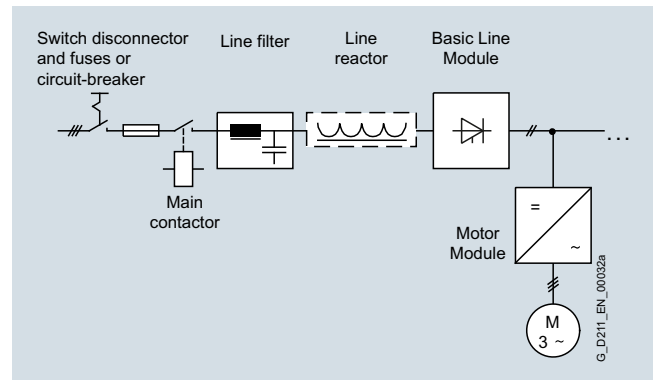 Switch disconnector
and fuses or
circuit-breaker
Line filter
Line
reactor
Basic Line
Module
...
Main
contactor
=
~
Motor
Module
M
3 ~
G_D211_EN_00032a